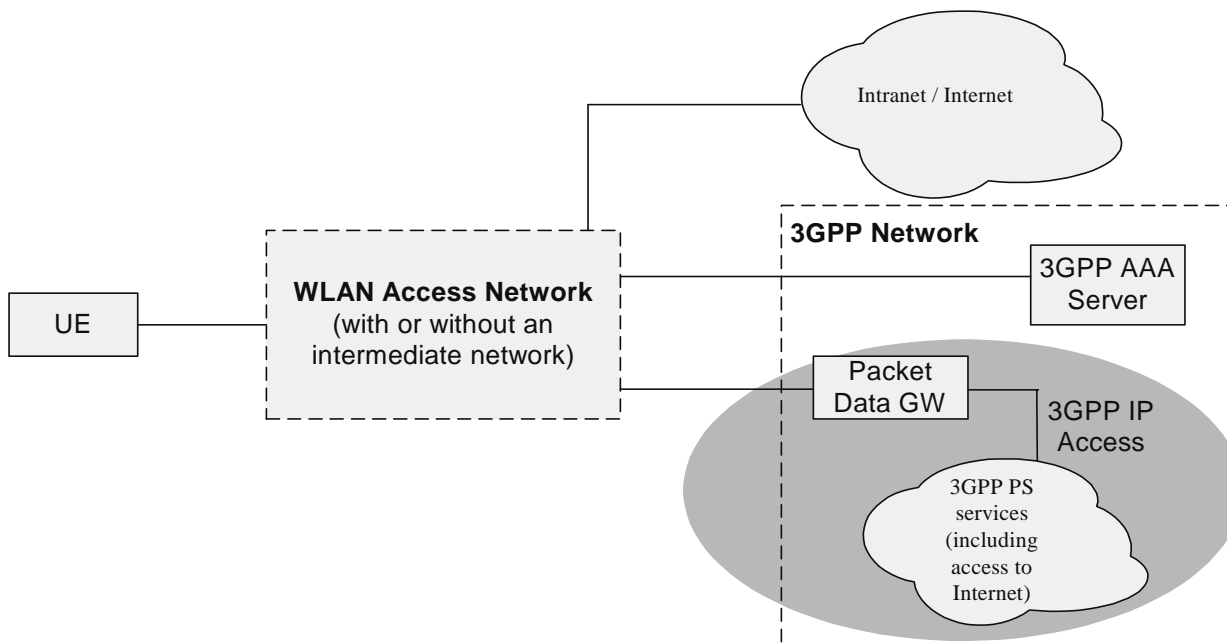 Intranet / Internet
3GPP Network
3GPP AAA
Server
WLAN Access Network
(with or without an
intermediate network)
UE
Packet
Data GW
3GPP IP
Access
3GPP PS
services
(including
access to
Internet)